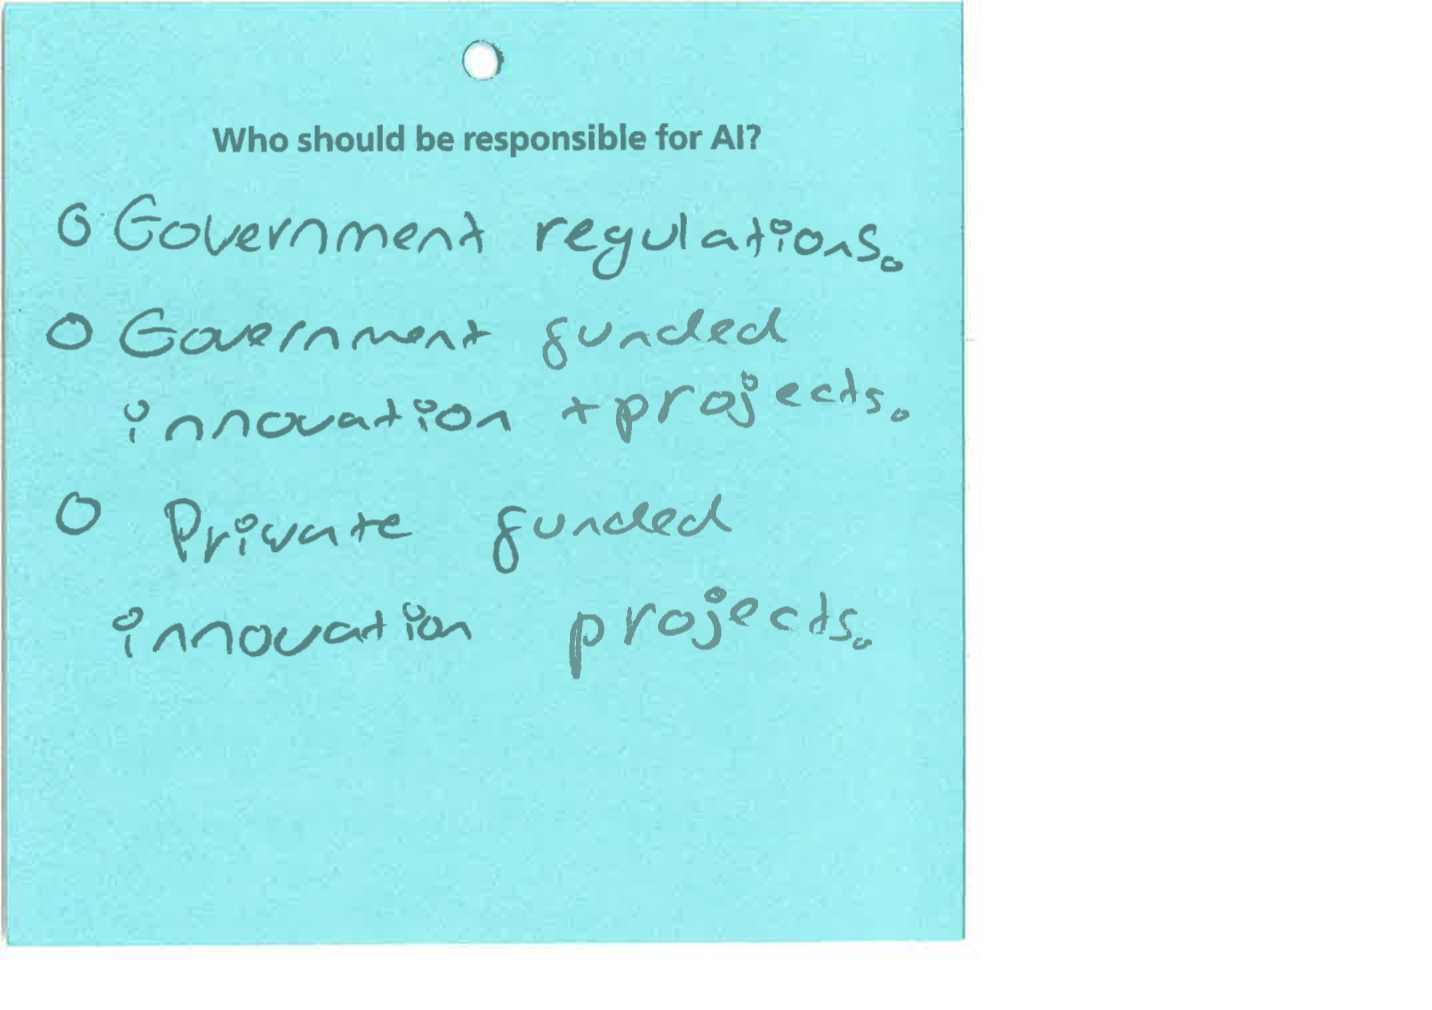 Who should be responsible for AI?
o Government regulations.
o Government funded
innovation + projects.
o Private funded
innovation projects.